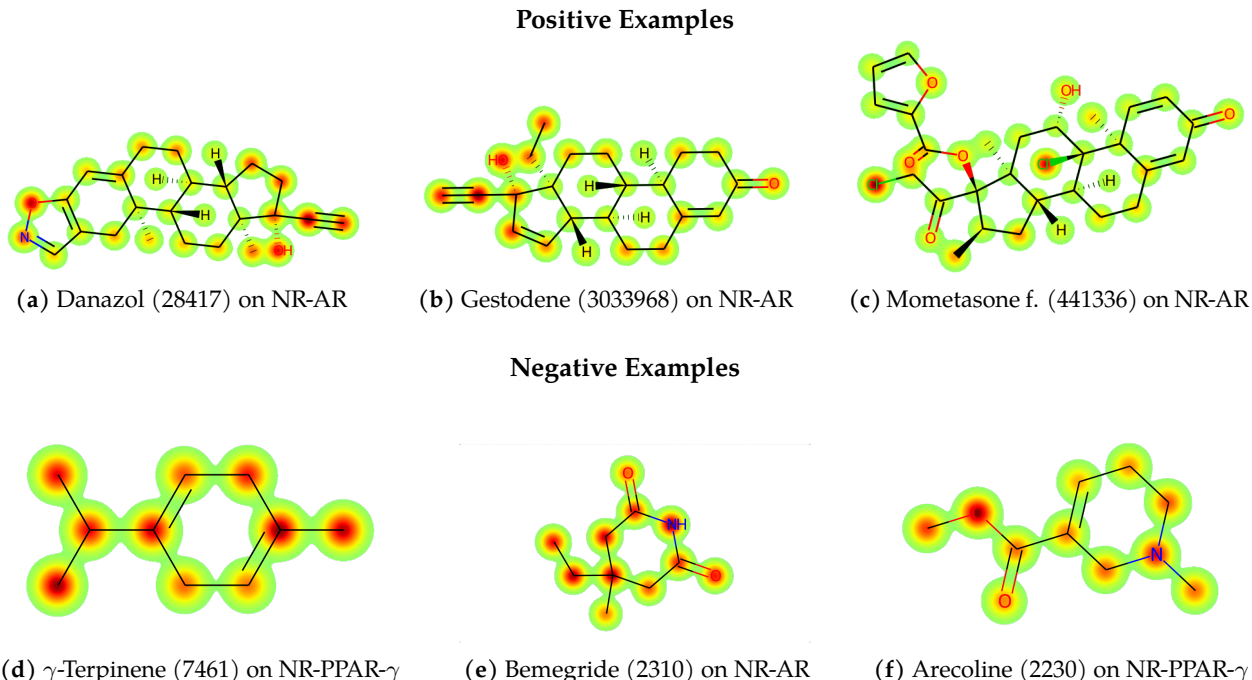 Positive Examples
O
N
H
H
H
OH
HO
H
H
H
H
O
O
O
O
O
Cl
Cl
OH
H
H
O
(a) Danazol (28417) on NR-AR
(b) Gestodene (3033968) on NR-AR
(c) Mometasone f. (441336) on NR-AR
Negative Examples
O
NH
O
O
O
N
(d) γ-Terpinene (7461) on NR-PPAR-γ
(e) Bemegride (2310) on NR-AR
(f) Arecoline (2230) on NR-PPAR-γ